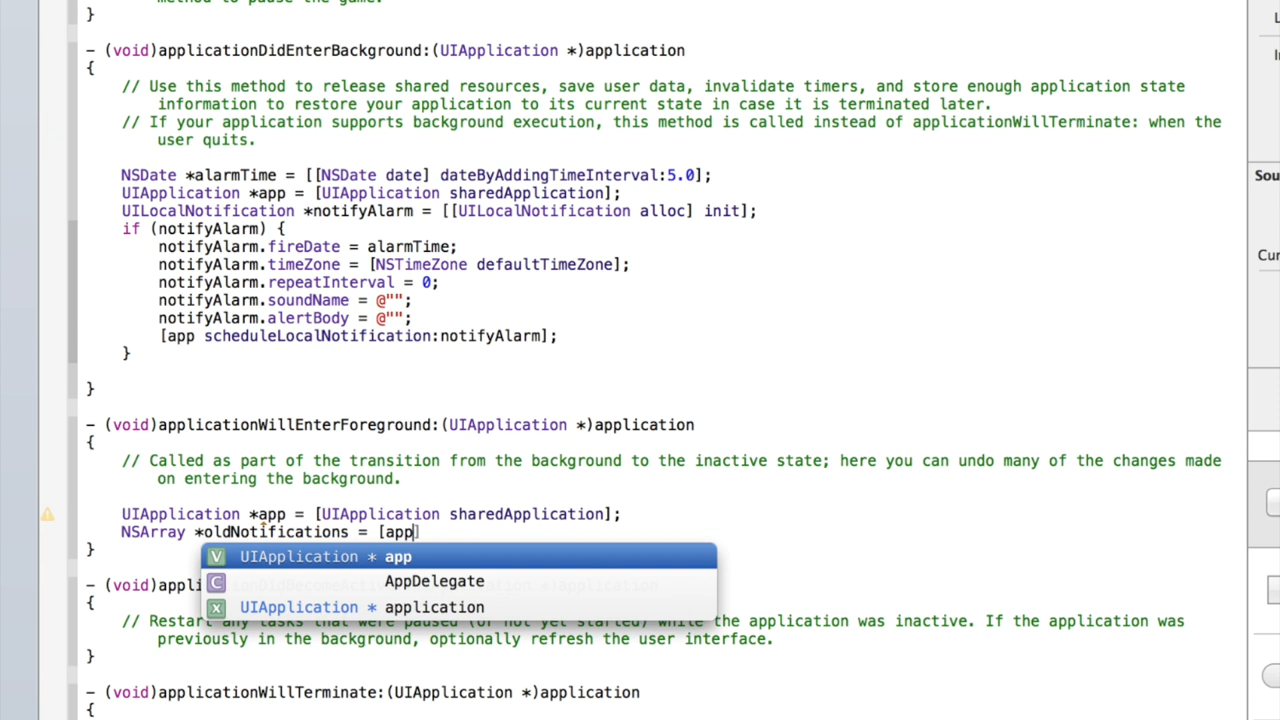 method to pause the game.
}
- (void)applicationDidEnterBackground:(UIApplication *)application
{
// Use this method to release shared resources, save user data, invalidate timers, and store enough application state
information to restore your application to its current state in case it is terminated later.
// If your application supports background execution, this method is called instead of applicationWillTerminate: when the
user quits.
NSDate *alarmTime = [[NSDate date] dateByAddingTimeInterval:5.0];
UIApplication *app = [UIApplication sharedApplication];
UILocalNotification *notifyAlarm = [[UILocalNotification alloc] init];
if (notifyAlarm) {
notifyAlarm.fireDate = alarmTime;
notifyAlarm.timeZone = [NSTimeZone defaultTimeZone];
notifyAlarm.repeatInterval = 0;
notifyAlarm.soundName = @"";
notifyAlarm.alertBody = @"";
[app scheduleLocalNotification:notifyAlarm];
}
}
- (void)applicationWillEnterForeground:(UIApplication *)application
{
// Called as part of the transition from the background to the inactive state; here you can undo many of the changes made
on entering the background.
UIApplication *app = [UIApplication sharedApplication];
NSArray *oldNotifications = [app]
}
V UIApplication * app
C AppDelegate
X UIApplication * application
- (void)appli
{
// Restart any tasks that were paused (or not yet started) while the application was inactive. If the application was
previously in the background, optionally refresh the user interface.
}
- (void)applicationWillTerminate:(UIApplication *)application
{
Sou
Cur